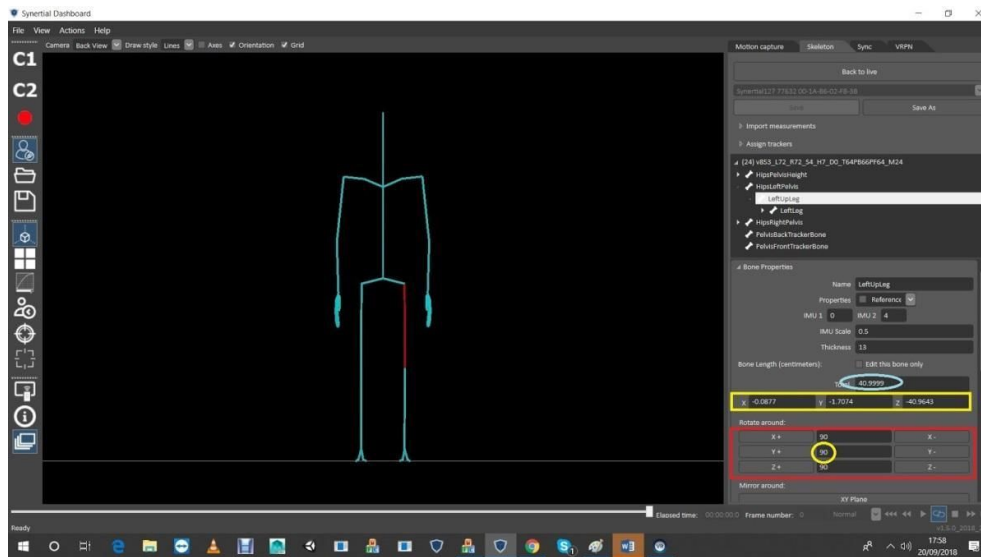 Synertial Dashboard
File View Actions Help
Camera Back View Draw style Lines Axes Orientation Grid
Motion capture Skeleton Sync VRPN
C1
C2
Back to live
Save Save As
Import measurements
Assign trackers
(24) v853_L72_R72_S4_H7_D0_T64PB66PF64_M24
HipsPelvisHeight
HipsLeftPelvis
LeftUpLeg
LeftLeg
HipsRightPelvis
PelvisBackTrackerBone
PelvisFrontTrackerBone
Bone Properties
Name LeftUpLeg
Properties Reference
IMU 1 0 IMU 2 4
IMU Scale 0.5
Thickness 13
Bone Length (centimeters): Edit this bone only
Total 40.9999
X -0.0877 Y -1.7074 Z -40.9643
Rotate around:
X + 90 X -
Y + 90 Y -
Z + 90 Z -
Mirror around:
XY Plane
Elapsed time: 00:00:00.0 Frame number: 0 Normal
Ready
17:58
20/09/2018